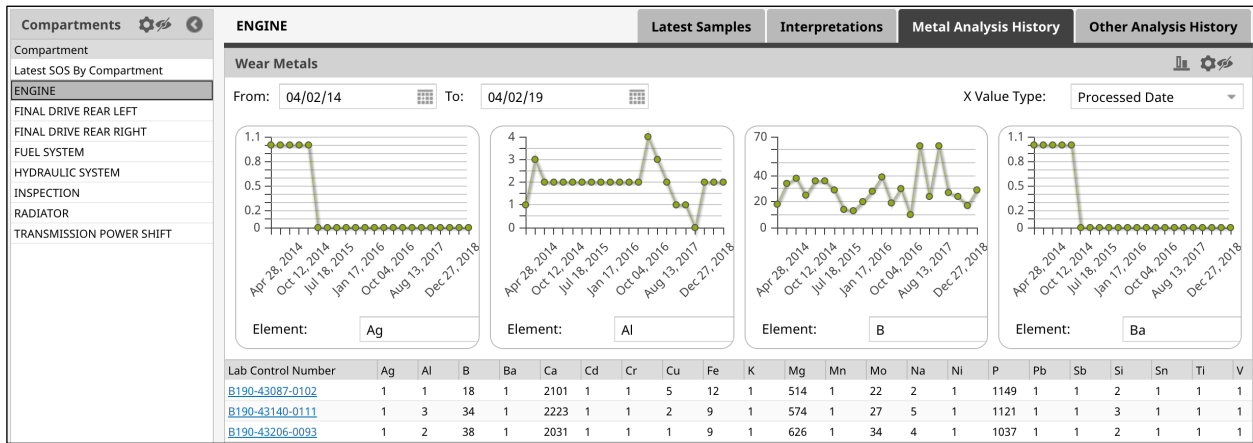 Compartments
Compartment
Latest SOS By Compartment
ENGINE
FINAL DRIVE REAR LEFT
FINAL DRIVE REAR RIGHT
FUEL SYSTEM
HYDRAULIC SYSTEM
INSPECTION
RADIATOR
TRANSMISSION POWER SHIFT
ENGINE Latest Samples Interpretations Metal Analysis History Other Analysis History
Wear Metals
From: 04/02/14 To: 04/02/19 X Value Type: Processed Date
1.1
0.8
0.5
0.2
0
Apr 28, 2014 Oct 12, 2014 Jul 18, 2015 Jan 17, 2016 Oct 04, 2016 Aug 13, 2017 Dec 27, 2018
Element: Ag
4
3
2
1
0
Apr 28, 2014 Oct 12, 2014 Jul 18, 2015 Jan 17, 2016 Oct 04, 2016 Aug 13, 2017 Dec 27, 2018
Element: Al
70
40
20
0
Apr 28, 2014 Oct 12, 2014 Jul 18, 2015 Jan 17, 2016 Oct 04, 2016 Aug 13, 2017 Dec 27, 2018
Element: B
1.1
0.8
0.5
0.2
0
Apr 28, 2014 Oct 12, 2014 Jul 18, 2015 Jan 17, 2016 Oct 04, 2016 Aug 13, 2017 Dec 27, 2018
Element: Ba
Lab Control Number Ag Al B Ba Ca Cd Cr Cu Fe K Mg Mn Mo Na Ni P Pb Sb Si Sn Ti V
B190-43087-0102 1 1 18 1 2101 1 1 5 12 1 514 1 22 2 1 1149 1 1 2 1 1 1
B190-43140-0111 1 3 34 1 2223 1 1 2 9 1 574 1 27 5 1 1121 1 1 3 1 1 1
B190-43206-0093 1 2 38 1 2031 1 1 1 9 1 626 1 34 4 1 1037 1 1 2 1 1 1